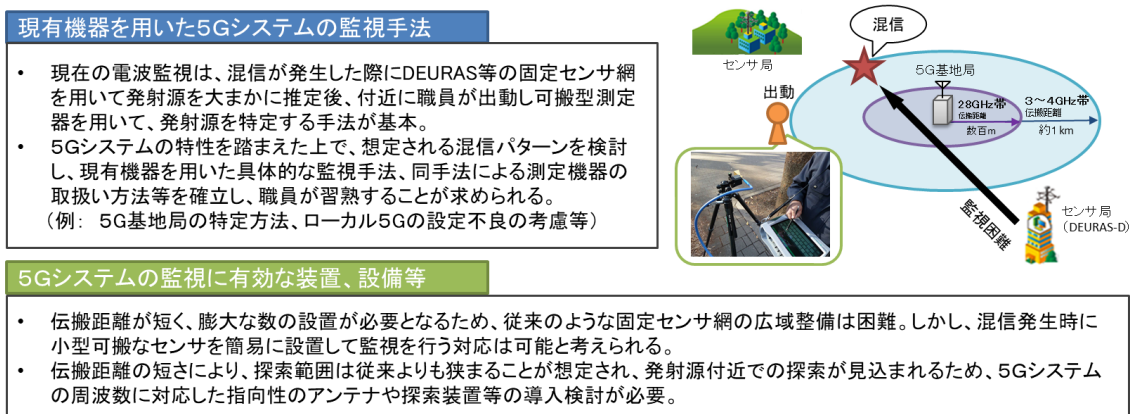 現有機器を用いた5Gシステムの監視手法
• 現在の電波監視は、混信が発生した際にDEURAS等の固定センサ網
を用いて発射源を大まかに推定後、付近に職員が出動し可搬型測定
器を用いて、発射源を特定する手法が基本。
• 5Gシステムの特性を踏まえた上で、想定される混信パターンを検討
し、現有機器を用いた具体的な監視手法、同手法による測定機器の
取扱い方法等を確立し、職員が習熟することが求められる。
（例： 5G基地局の特定方法、ローカル5Gの設定不良の考慮等）
混信
センサ局
5G基地局
出動
28GHz帯
伝搬距離
数百m
3～4GHz帯
伝搬距離
約1km
監視困難
センサ局
（DEURAS-D）
5Gシステムの監視に有効な装置、設備等
• 伝搬距離が短く、膨大な数の設置が必要となるため、従来のような固定センサ網の広域整備は困難。しかし、混信発生時に
小型可搬なセンサを簡易に設置して監視を行う対応は可能と考えられる。
• 伝搬距離の短さにより、探索範囲は従来よりも狭まることが想定され、発射源付近での探索が見込まれるため、5Gシステム
の周波数に対応した指向性のアンテナや探索装置等の導入検討が必要。